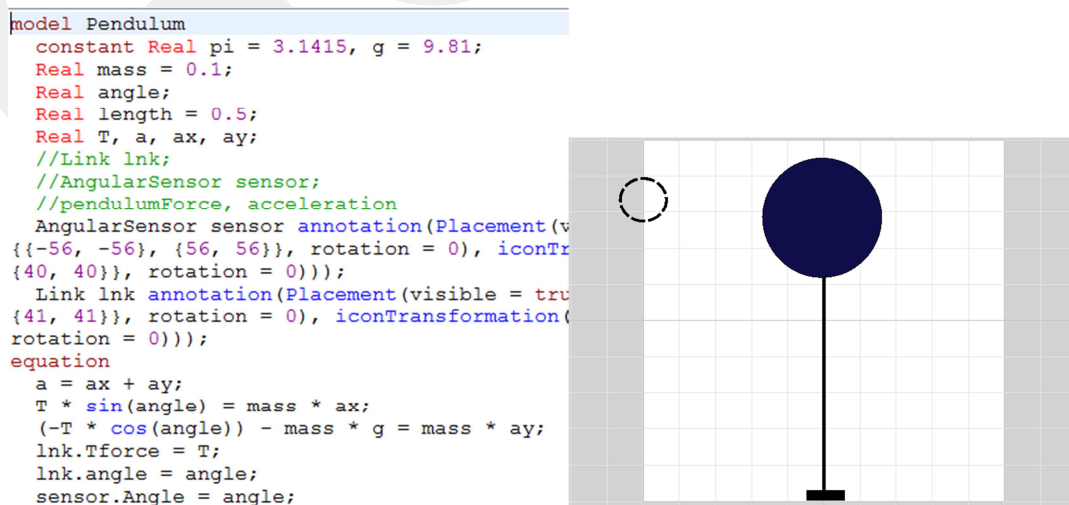 model Pendulum
constant Real pi = 3.1415, g = 9.81;
Real mass = 0.1;
Real angle;
Real length = 0.5;
Real T, a, ax, ay;
//Link lnk;
//AngularSensor sensor;
//pendulumForce, acceleration
AngularSensor sensor annotation(Placement(v
{{-56, -56}, {56, 56}}, rotation = 0), iconTr
{40, 40}}, rotation = 0)));
Link lnk annotation(Placement(visible = tru
{41, 41}}, rotation = 0), iconTransformation(
rotation = 0)));
equation
a = ax + ay;
T * sin(angle) = mass * ax;
(-T * cos(angle)) - mass * g = mass * ay;
lnk.Tforce = T;
lnk.angle = angle;
sensor.Angle = angle;